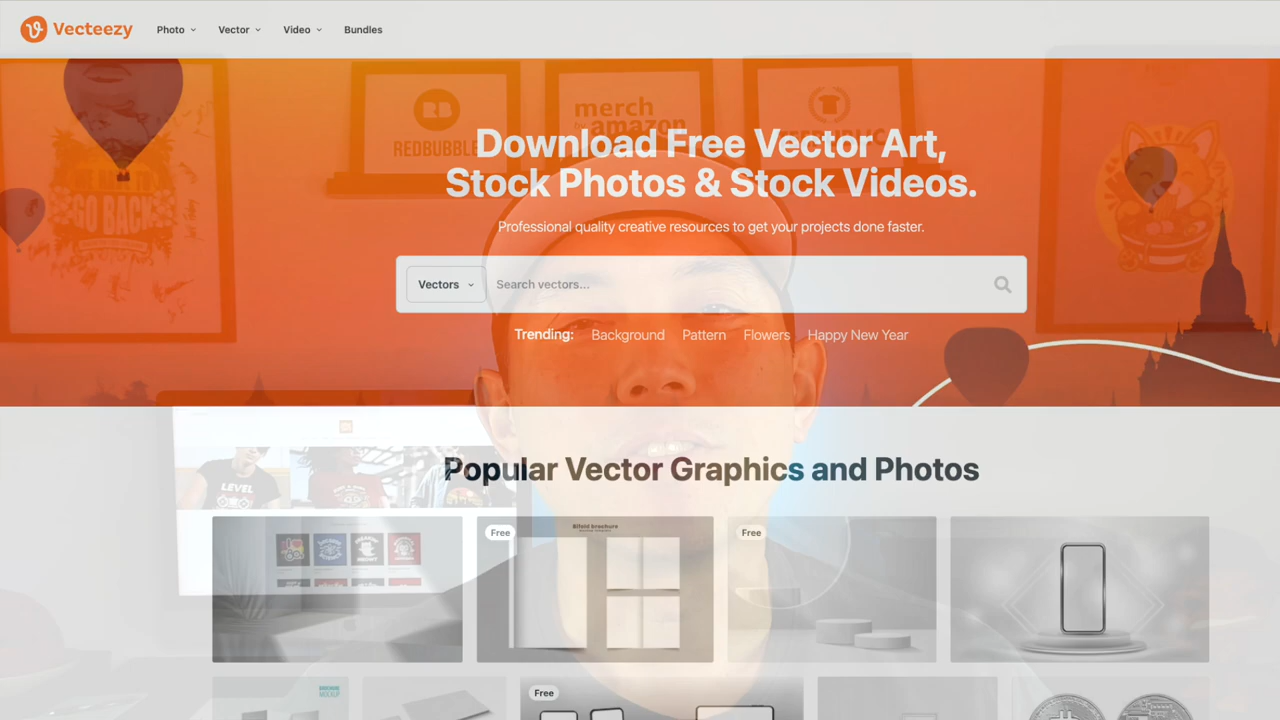 Vecteezy
Photo
Vector
Video
Bundles
REDBUBBLE
merch
by amazon
Download Free Vector Art,
Stock Photos & Stock Videos.
GO BACK
Professional quality creative resources to get your projects done faster.
Vectors
Search vectors...
Trending:
Background
Pattern
Flowers
Happy New Year
Popular Vector Graphics and Photos
LEVEL
Free
Bifold brochure
Free
MOCKUP
Free